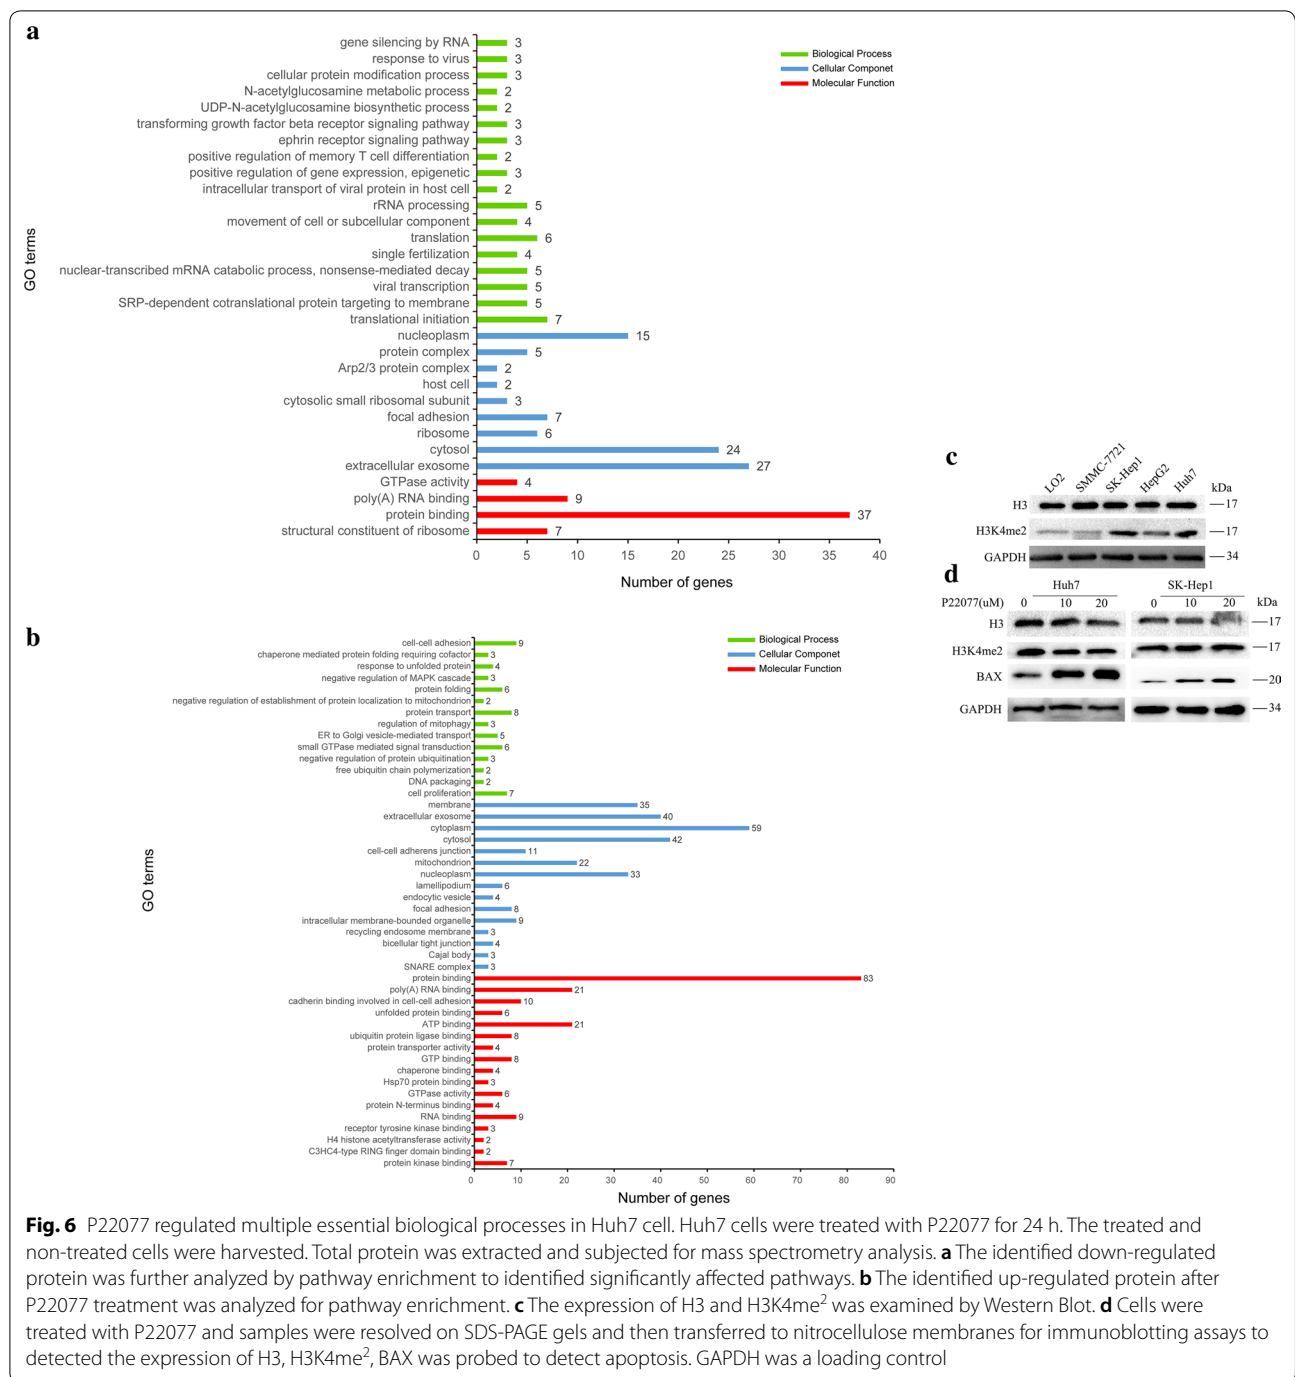 a
gene silencing by RNA 3
response to virus 3
cellular protein modification process 3
N-acetylglucosamine metabolic process 2
UDP-N-acetylglucosamine biosynthetic process 2
transforming growth factor beta receptor signaling pathway 3
ephrin receptor signaling pathway 3
positive regulation of memory T cell differentiation 2
positive regulation of gene expression, epigenetic 3
intracellular transport of viral protein in host cell 2
rRNA processing 5
movement of cell or subcellular component 4
translation 6
single fertilization 4
nuclear-transcribed mRNA catabolic process, nonsense-mediated decay 5
viral transcription 5
SRP-dependent cotranslational protein targeting to membrane 5
translational initiation 7
nucleoplasm 15
protein complex 5
Arp2/3 protein complex 2
host cell 2
cytosolic small ribosomal subunit 3
focal adhesion 7
ribosome 6
cytosol 24
extracellular exosome 27
GTPase activity 4
poly(A) RNA binding 9
protein binding 37
structural constituent of ribosome 7
GO terms
0 5 10 15 20 25 30 35 40
Number of genes
Biological Process
Cellular Componet
Molecular Function
b
cell-cell adhesion 9
chaperone mediated protein folding requiring cofactor 3
response to unfolded protein 4
negative regulation of MAPK cascade 3
protein folding 6
negative regulation of establishment of protein localization to mitochondrion 2
protein transport 8
regulation of mitophagy 3
ER to Golgi vesicle-mediated transport 5
small GTPase mediated signal transduction 6
negative regulation of protein ubiquitination 3
free ubiquitin chain polymerization 2
DNA packaging 2
cell proliferation 7
membrane 35
extracellular exosome 40
cytoplasm 59
cytosol 42
cell-cell adherens junction 11
mitochondrion 22
nucleoplasm 33
lamellipodium 6
endocytic vesicle 4
focal adhesion 8
intracellular membrane-bounded organelle 9
recycling endosome membrane 3
bicellular tight junction 4
Cajal body 3
SNARE complex 3
protein binding 83
poly(A) RNA binding 21
cadherin binding involved in cell-cell adhesion 10
unfolded protein binding 6
ATP binding 21
ubiquitin protein ligase binding 8
protein transporter activity 4
GTP binding 8
chaperone binding 4
Hsp70 protein binding 3
GTPase activity 6
protein N-terminus binding 4
RNA binding 9
receptor tyrosine kinase binding 3
H4 histone acetyltransferase activity 2
C3HC4-type RING finger domain binding 2
protein kinase binding 7
GO terms
0 10 20 30 40 50 60 70 80 90
Number of genes
Biological Process
Cellular Componet
Molecular Function
c
LO2 SMMC-7721 SK-Hep1 HepG2 Huh7
kDa
H3 17
H3K4me2 17
GAPDH 34
d
Huh7 SK-Hep1
P22077(uM) 0 10 20 0 10 20 kDa
H3 17
H3K4me2 17
BAX 20
GAPDH 34
Fig. 6 P22077 regulated multiple essential biological processes in Huh7 cell. Huh7 cells were treated with P22077 for 24 h. The treated and
non-treated cells were harvested. Total protein was extracted and subjected for mass spectrometry analysis. a The identified down-regulated
protein was further analyzed by pathway enrichment to identified significantly affected pathways. b The identified up-regulated protein after
P22077 treatment was analyzed for pathway enrichment. c The expression of H3 and H3K4me² was examined by Western Blot. d Cells were
treated with P22077 and samples were resolved on SDS-PAGE gels and then transferred to nitrocellulose membranes for immunoblotting assays to
detected the expression of H3, H3K4me², BAX was probed to detect apoptosis. GAPDH was a loading control